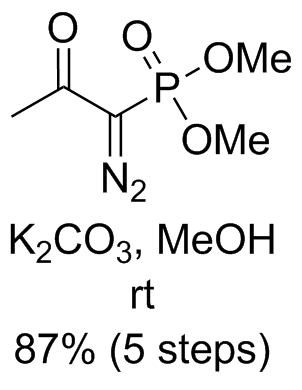 O
O
P
OMe
OMe
N₂
K₂CO₃, MeOH
rt
87% (5 steps)